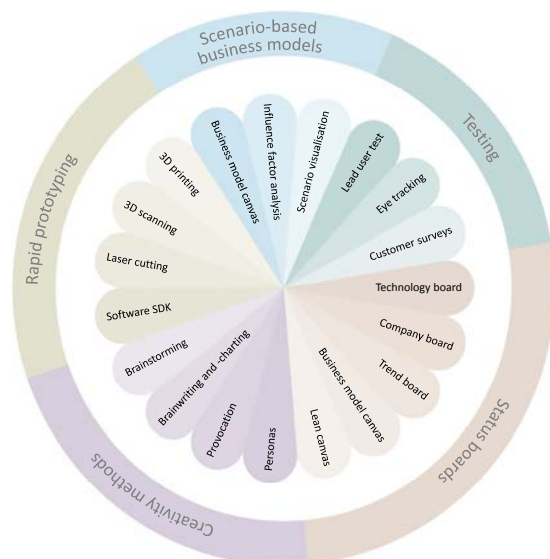 Scenario-based
business models
Testing
Status boards
Creativity methods
Rapid prototyping
Business model canvas
Influence factor analysis
Scenario visualisation
Lead user test
Eye tracking
Customer surveys
Technology board
Company board
Trend board
Business model canvas
Lean canvas
Personas
Provocation
Brainwriting and -charting
Brainstorming
Software SDK
Laser cutting
3D scanning
3D printing